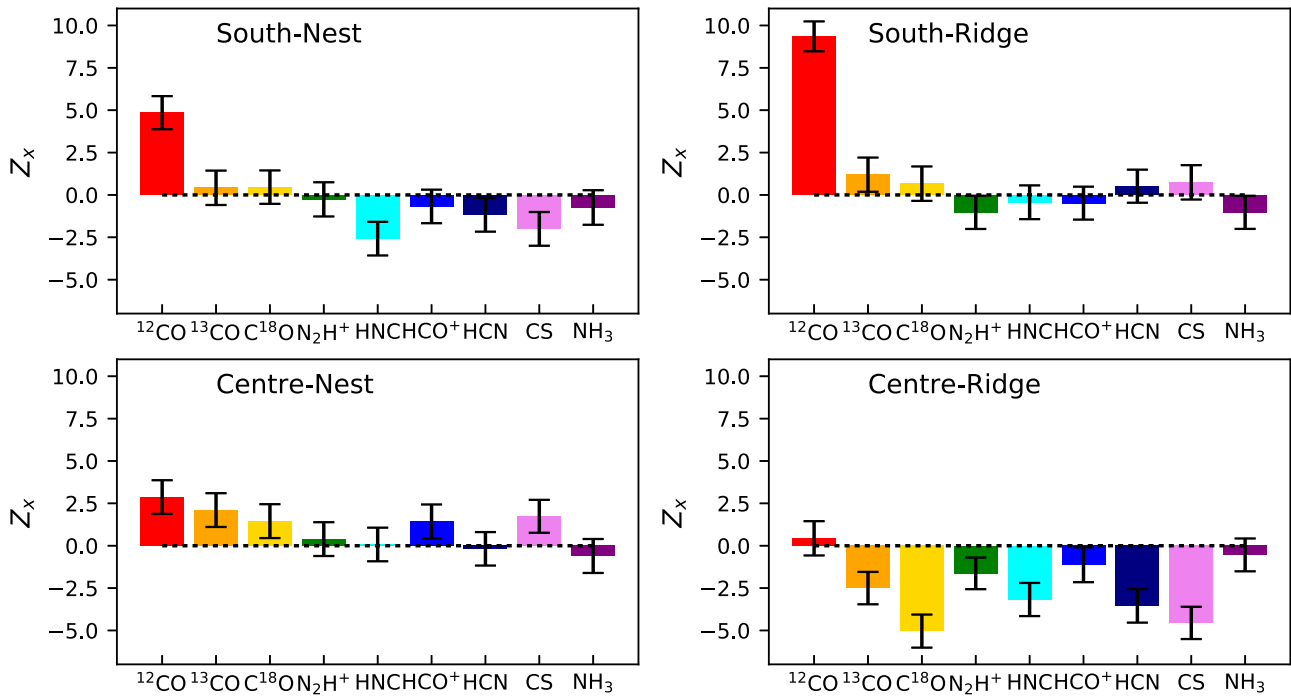 South-Nest
10.0
7.5
5.0
2.5
0.0
−2.5
−5.0
Zₓ
¹²CO ¹³CO C¹⁸O N₂H⁺ HNC HCO⁺ HCN CS NH₃
South-Ridge
10.0
7.5
5.0
2.5
0.0
−2.5
−5.0
Zₓ
¹²CO ¹³CO C¹⁸O N₂H⁺ HNC HCO⁺ HCN CS NH₃
Centre-Nest
10.0
7.5
5.0
2.5
0.0
−2.5
−5.0
Zₓ
¹²CO ¹³CO C¹⁸O N₂H⁺ HNC HCO⁺ HCN CS NH₃
Centre-Ridge
10.0
7.5
5.0
2.5
0.0
−2.5
−5.0
Zₓ
¹²CO ¹³CO C¹⁸O N₂H⁺ HNC HCO⁺ HCN CS NH₃